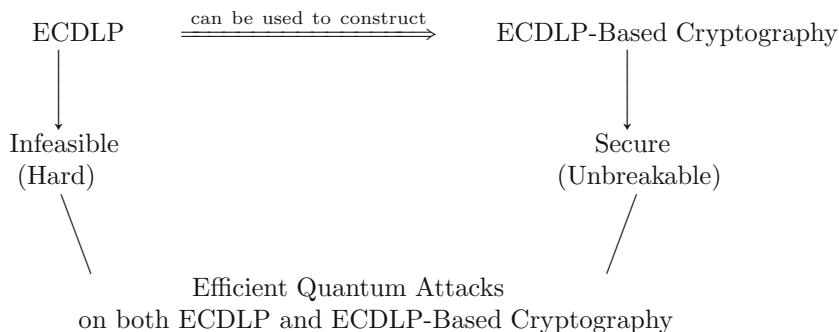 can be used to construct
ECDLP ECDLP-Based Cryptography
Infeasible Secure
(Hard) (Unbreakable)
Efficient Quantum Attacks
on both ECDLP and ECDLP-Based Cryptography